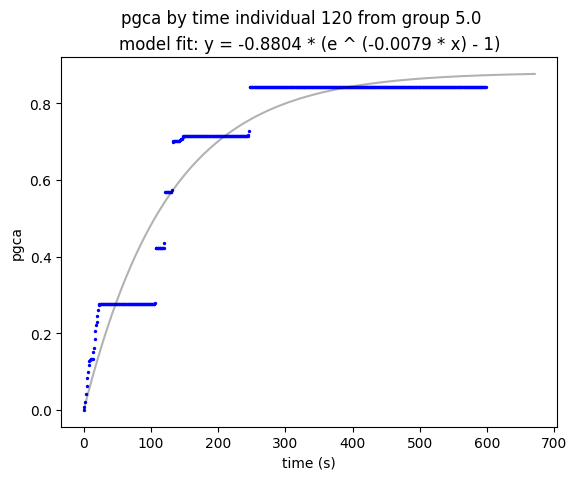 pgca by time individual 120 from group 5.0
model fit: y = -0.8804 * (e ^ (-0.0079 * x) - 1)
0.8
0.6
pgca
0.4
0.2
0.0
0 100 200 300 400 500 600 700
time (s)